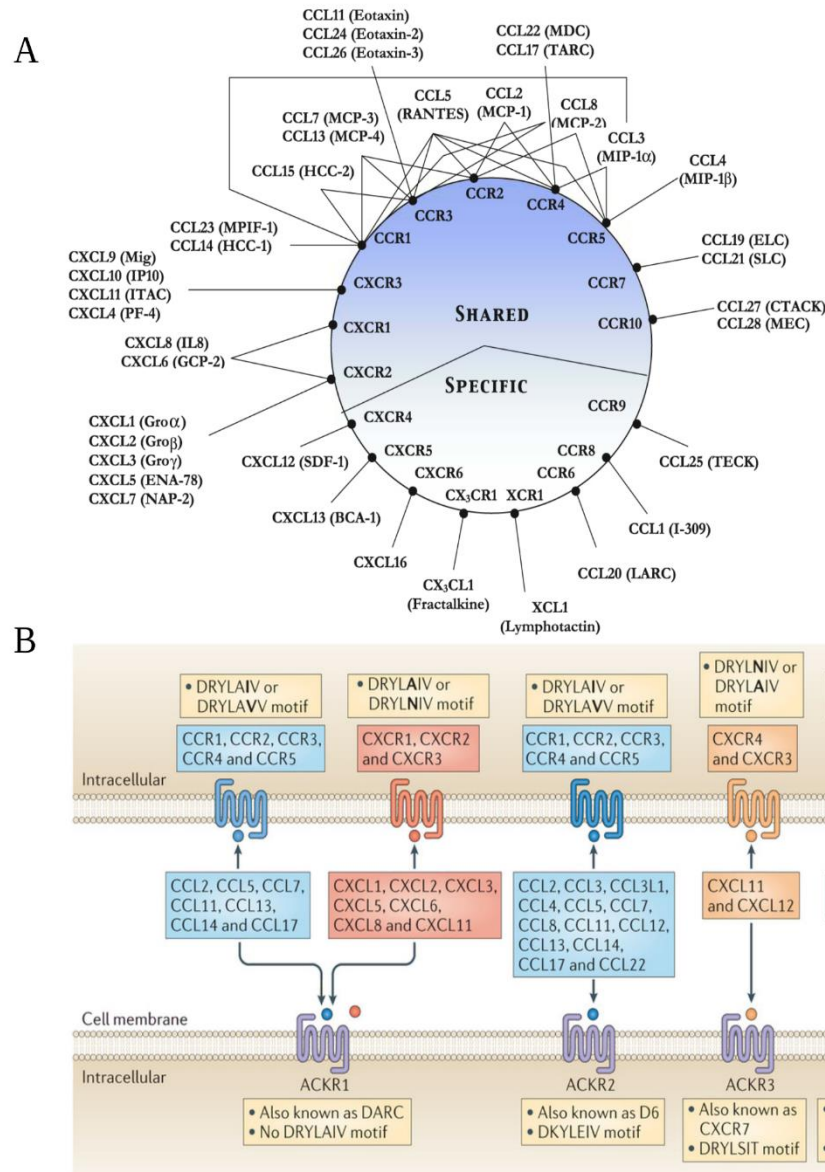 A
CCL11 (Eotaxin)
CCL24 (Eotaxin-2)
CCL26 (Eotaxin-3)
CCL22 (MDC)
CCL17 (TARC)
CCL5
(RANTES)
CCL2
(MCP-1)
CCL8
(MCP-2)
CCL7 (MCP-3)
CCL13 (MCP-4)
CCL3
(MIP-1α)
CCL15 (HCC-2)
CCL4
(MIP-1β)
CCR2
CCR3
CCR4
CCR1
CCR5
CCL23 (MPIF-1)
CCL14 (HCC-1)
CCL19 (ELC)
CCL21 (SLC)
CXCL9 (Mig)
CXCL10 (IP10)
CXCL11 (ITAC)
CXCL4 (PF-4)
CXCR3
CCR7
SHARED
CXCR1
CCR10
CCL27 (CTACK)
CCL28 (MEC)
CXCL8 (IL8)
CXCL6 (GCP-2)
CXCR2
SPECIFIC
CXCR4
CCR9
CXCL1 (Groα)
CXCL2 (Groβ)
CXCL3 (Groγ)
CXCL5 (ENA-78)
CXCL7 (NAP-2)
CXCR5
CCR8
CXCL12 (SDF-1)
CXCR6
CCR6
CCL25 (TECK)
CX3CR1
XCR1
CXCL13 (BCA-1)
CCL1 (I-309)
CXCL16
CCL20 (LARC)
CX3CL1
(Fractalkine)
XCL1
(Lymphotactin)
B
• DRYLAIV or
DRYLAVV motif
• DRYLAIV or
DRYLNIV motif
• DRYLAIV or
DRYLAVV motif
• DRYLNIV or
DRYLAIV
motif
CCR1, CCR2, CCR3,
CCR4 and CCR5
CXCR1, CXCR2
and CXCR3
CCR1, CCR2, CCR3,
CCR4 and CCR5
CXCR4
and CXCR3
Intracellular
CCL2, CCL5, CCL7,
CCL11, CCL13,
CCL14 and CCL17
CXCL1, CXCL2, CXCL3,
CXCL5, CXCL6,
CXCL8 and CXCL11
CCL2, CCL3, CCL3L1,
CCL4, CCL5, CCL7,
CCL8, CCL11, CCL12,
CCL13, CCL14,
CCL17 and CCL22
CXCL11
and CXCL12
Cell membrane
Intracellular
ACKR1
ACKR2
ACKR3
• Also known as DARC
• No DRYLAIV motif
• Also known as D6
• DKYLEIV motif
• Also known as
CXCR7
• DRYLSIT motif